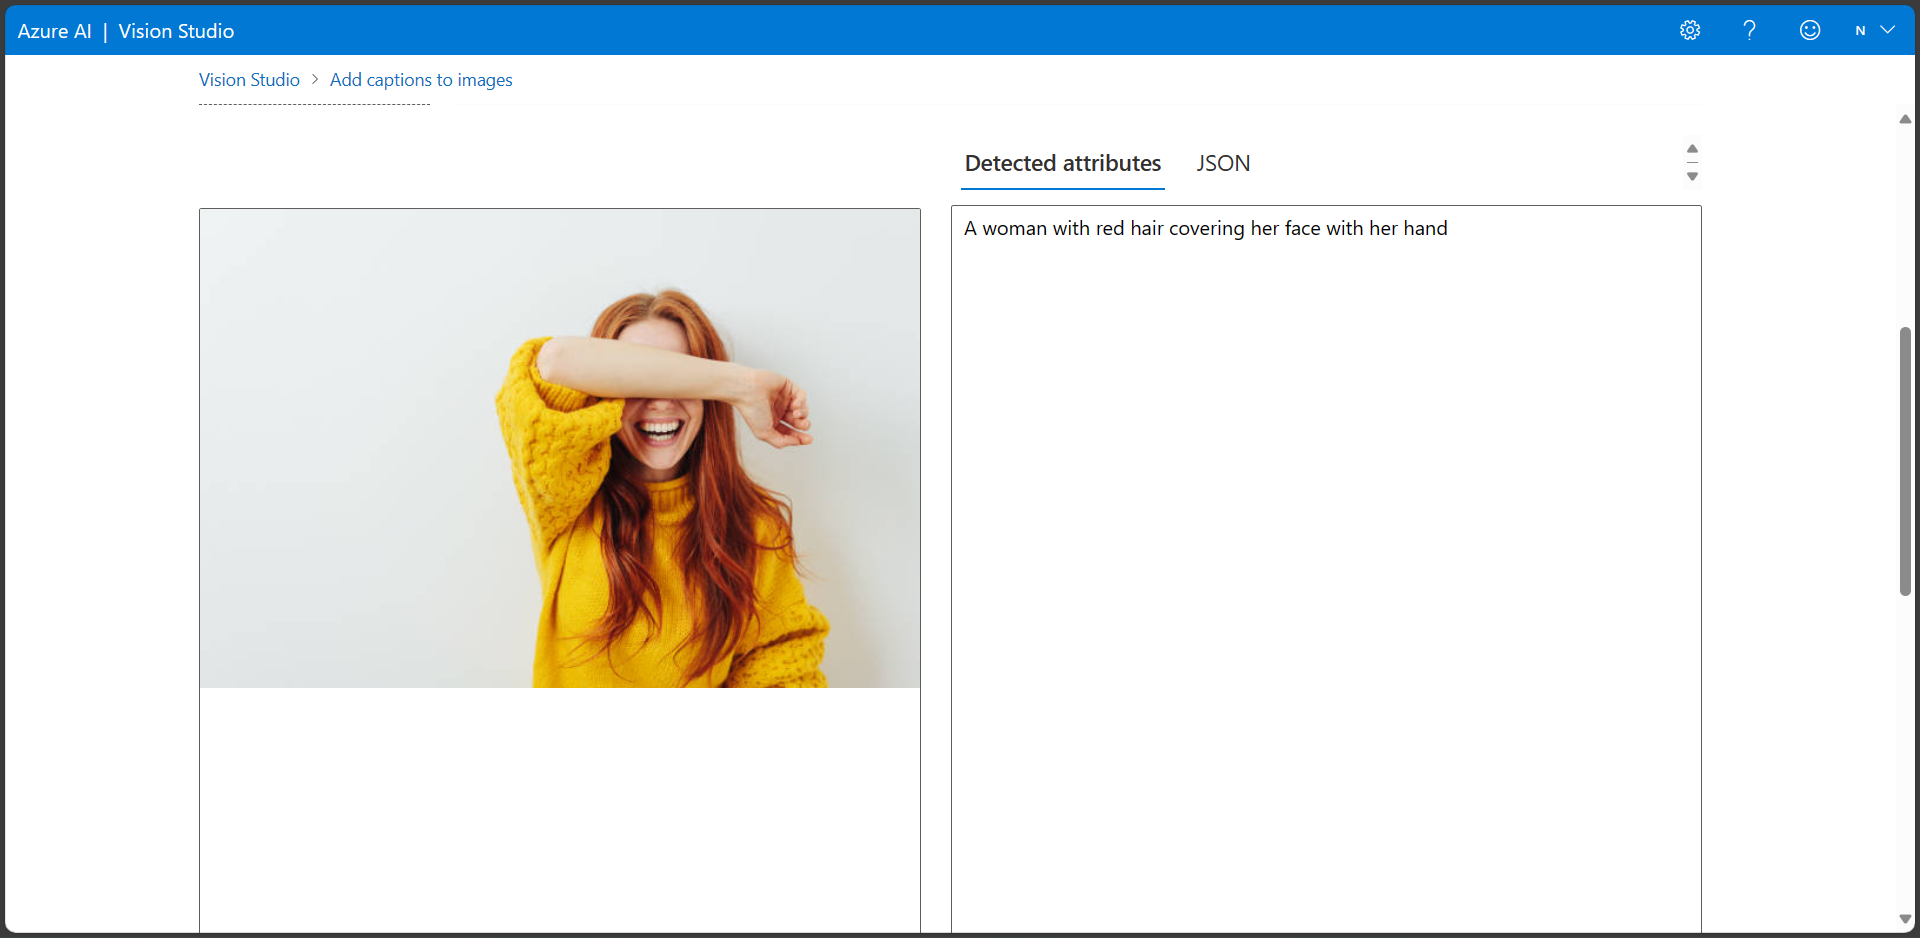 Azure AI | Vision Studio
N
Vision Studio > Add captions to images
Detected attributes JSON
A woman with red hair covering her face with her hand